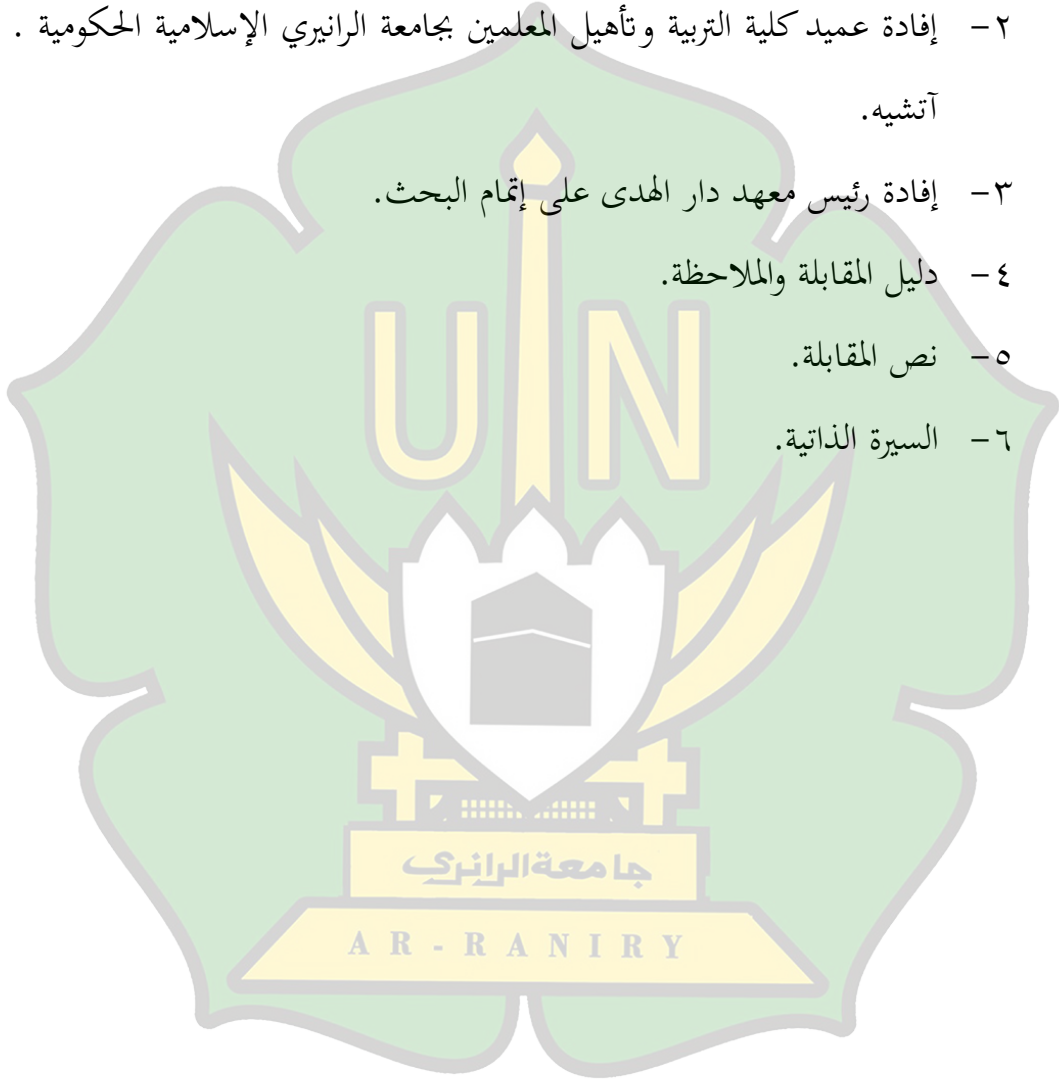 ٢- إفادة عميد كلية التربية وتأهيل المعلمين بجامعة الرانيري الإسلامية الحكومية .
آتشيه.
٣- إفادة رئيس معهد دار الهدى على إتمام البحث.
٤- دليل المقابلة والملاحظة.
٥- نص المقابلة.
٦- السيرة الذاتية.
UIN
جامعة الرانري
AR-RANIRY